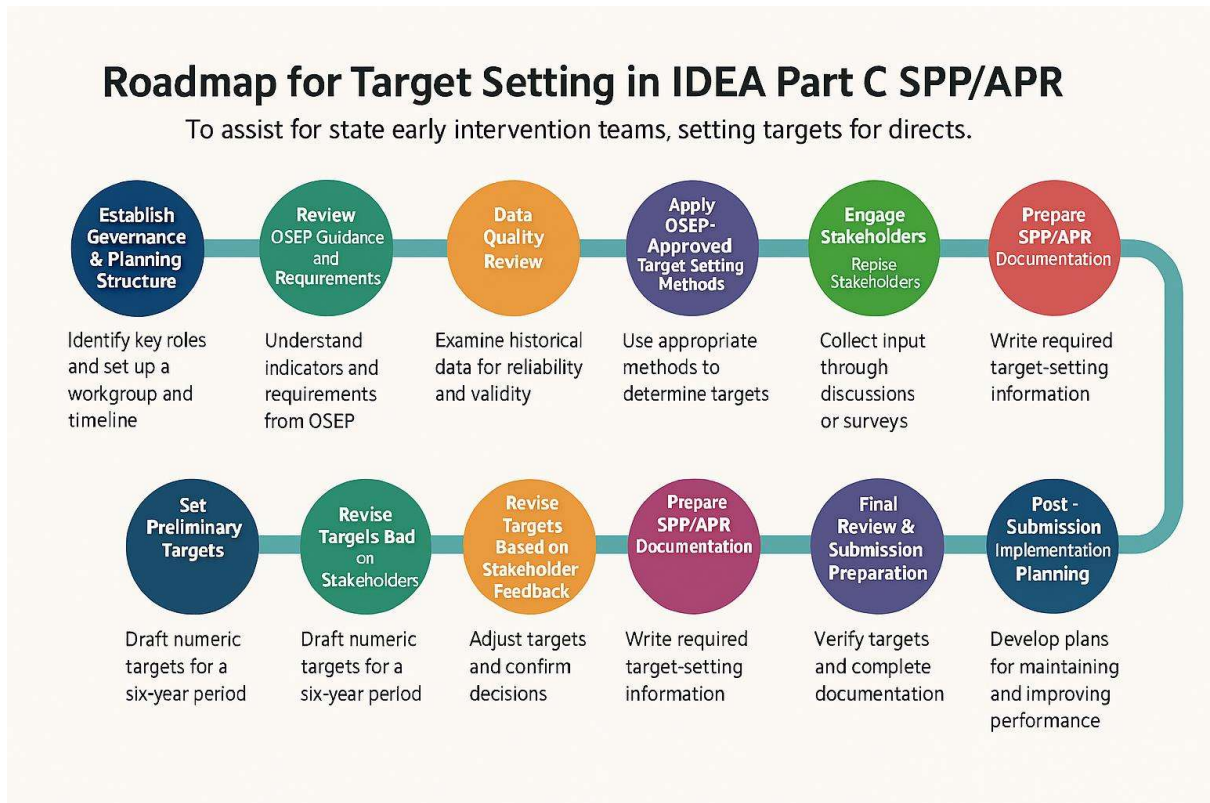 Roadmap for Target Setting in IDEA Part C SPP/APR
To assist for state early intervention teams, setting targets for directs.
Establish
Gevernance
& Planning
Structure
Identify key roles
and set up a
workgroup and
timeline
Review
OSEP Guidance
and
Requirements
Understand
indicators and
requirements
from OSEP
Data
Quality
Review
Examine historical
data for reliability
and validity
Apply
OSEP-
Approved
Target Setting
Methods
Use appropriate
methods to
determine targets
Engage
Stakeholders
Repise
Stakeholders
Collect input
through
discussions
or surveys
Prepare
SPP/APR
Documentation
Write required
target-setting
information
Set
Preliminary
Targets
Draft numeric
targets for a
six-year period
Revise
Targels Bad
on
Stakeholders
Draft numeric
targets for a
six-year period
Revise
Targets
Based on
Stakeholder
Feedback
Adjust targets
and confirm
decisions
Prepare
SPP/APR
Documentation
Write required
target-setting
information
Final
Review &
Submission
Preparation
Verify targets
and complete
documentation
Post -
Submission
Implementation
Planning
Develop plans
for maintaining
and improving
performance